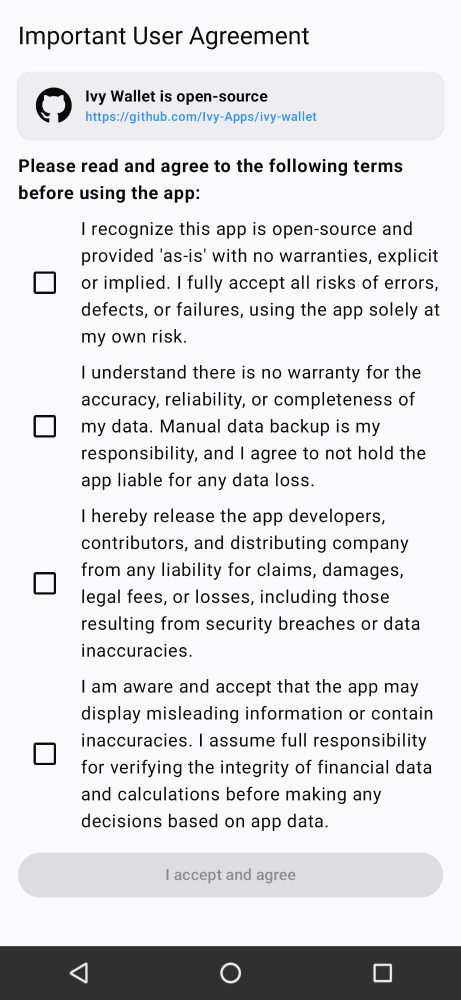 Important User Agreement
Ivy Wallet is open-source
https://github.com/Ivy-Apps/ivy-wallet
Please read and agree to the following terms
before using the app:
I recognize this app is open-source and
provided 'as-is' with no warranties, explicit
or implied. I fully accept all risks of errors,
defects, or failures, using the app solely at
my own risk.
I understand there is no warranty for the
accuracy, reliability, or completeness of
my data. Manual data backup is my
responsibility, and I agree to not hold the
app liable for any data loss.
I hereby release the app developers,
contributors, and distributing company
from any liability for claims, damages,
legal fees, or losses, including those
resulting from security breaches or data
inaccuracies.
I am aware and accept that the app may
display misleading information or contain
inaccuracies. I assume full responsibility
for verifying the integrity of financial data
and calculations before making any
decisions based on app data.
I accept and agree